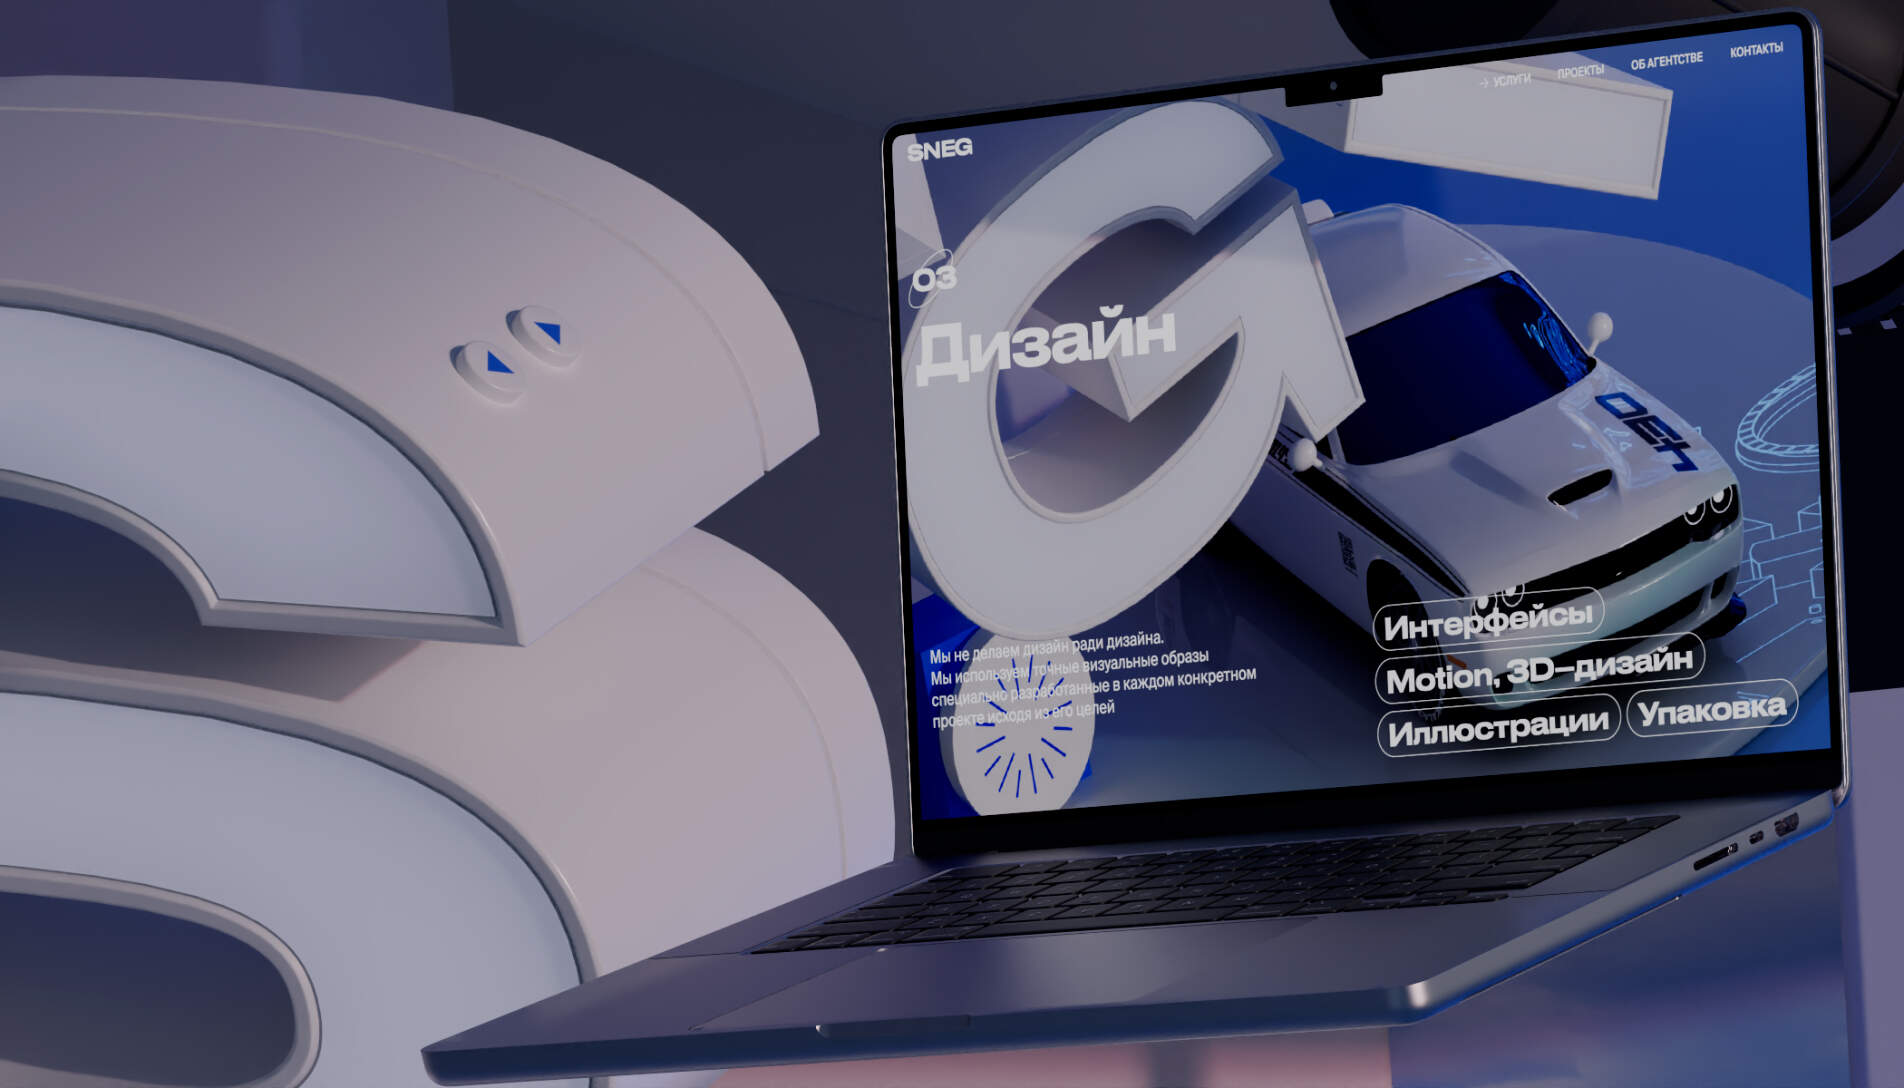 SNEG
→ УСЛУГИ
ПРОЕКТЫ
ОБ АГЕНТСТВЕ
КОНТАКТЫ
03
Дизайн
Мы не делаем дизайн ради дизайна.
Мы используем точные визуальные образы
специально разработанные в каждом конкретном
проекте исходя из его целей
Интерфейсы
Motion, 3D–дизайн
Иллюстрации
Упаковка